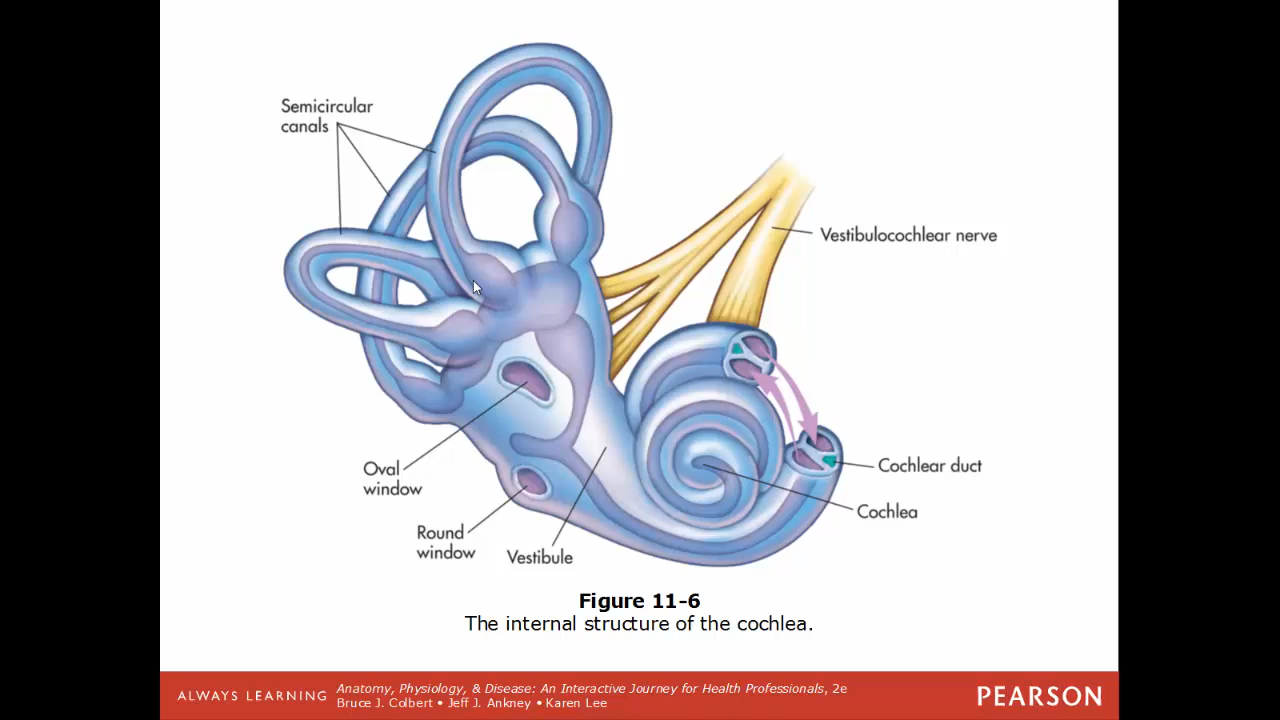 Semicircular
canals
Vestibulocochlear nerve
Oval
window
Cochlear duct
Cochlea
Round
window
Vestibule
Figure 11-6
The internal structure of the cochlea.
ALWAYS LEARNING
Anatomy, Physiology, & Disease: An Interactive Journey for Health Professionals, 2e
Bruce J. Colbert • Jeff J. Ankney • Karen Lee
PEARSON